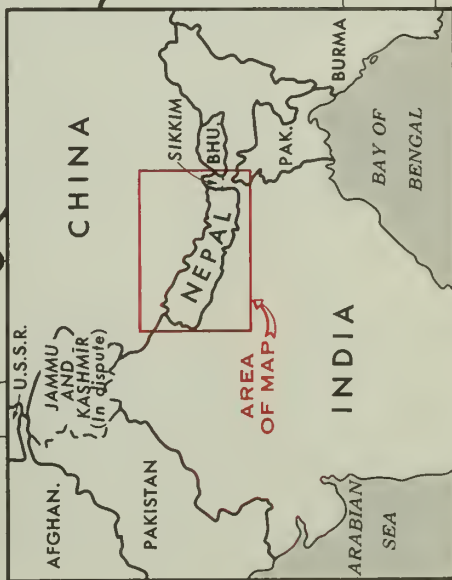 U.S.S.R.
AFGHAN.
JAMMU
AND
KASHMIR
(In dispute)
CHINA
PAKISTAN
NEPAL
SIKKIM
BHU.
AREA
OF MAP
PAK.
BURMA
INDIA
ARABIAN
SEA
BAY OF
BENGAL